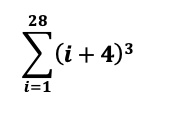 28
∑ (i + 4)³
i=1